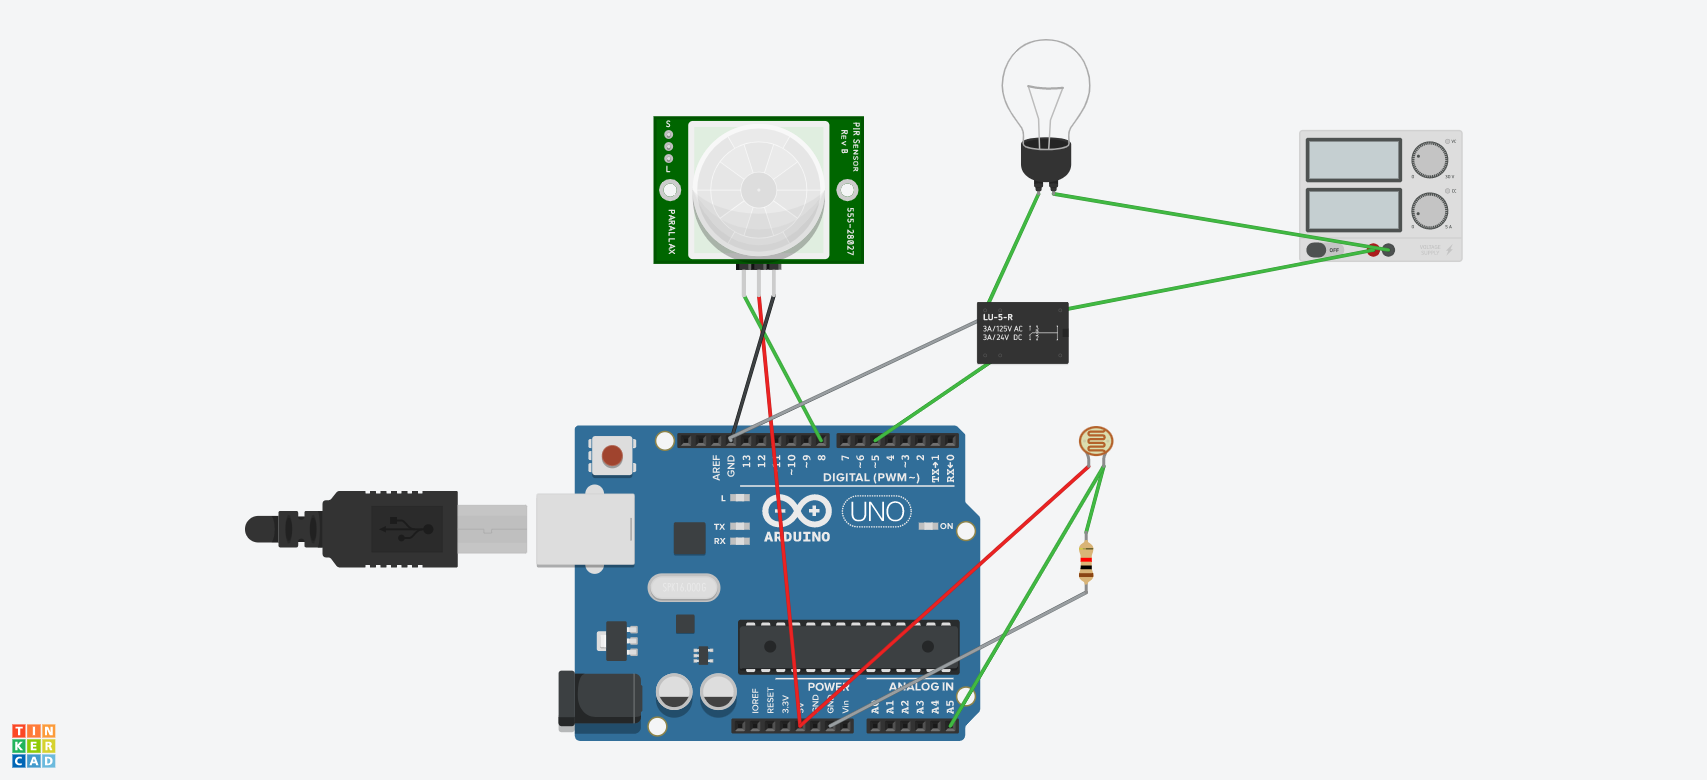 S
L
PIR SENSOR
REV B
PARALLAX
555-28027
OFF
LU-5-R
3A/125V AC
3A/24V DC
AREF
GND
13
12
11
~10
~9
8
7
~6
~5
4
~3
2
TX→1
RX←0
DIGITAL (PWM~)
L
TX
RX
ARDUINO
UNO
ON
POWER
ANALOG IN
IOREF
RESET
3.3V
5V
GND
GND
Vin
A0
A1
A2
A3
A4
A5
TIN
KER
CAD